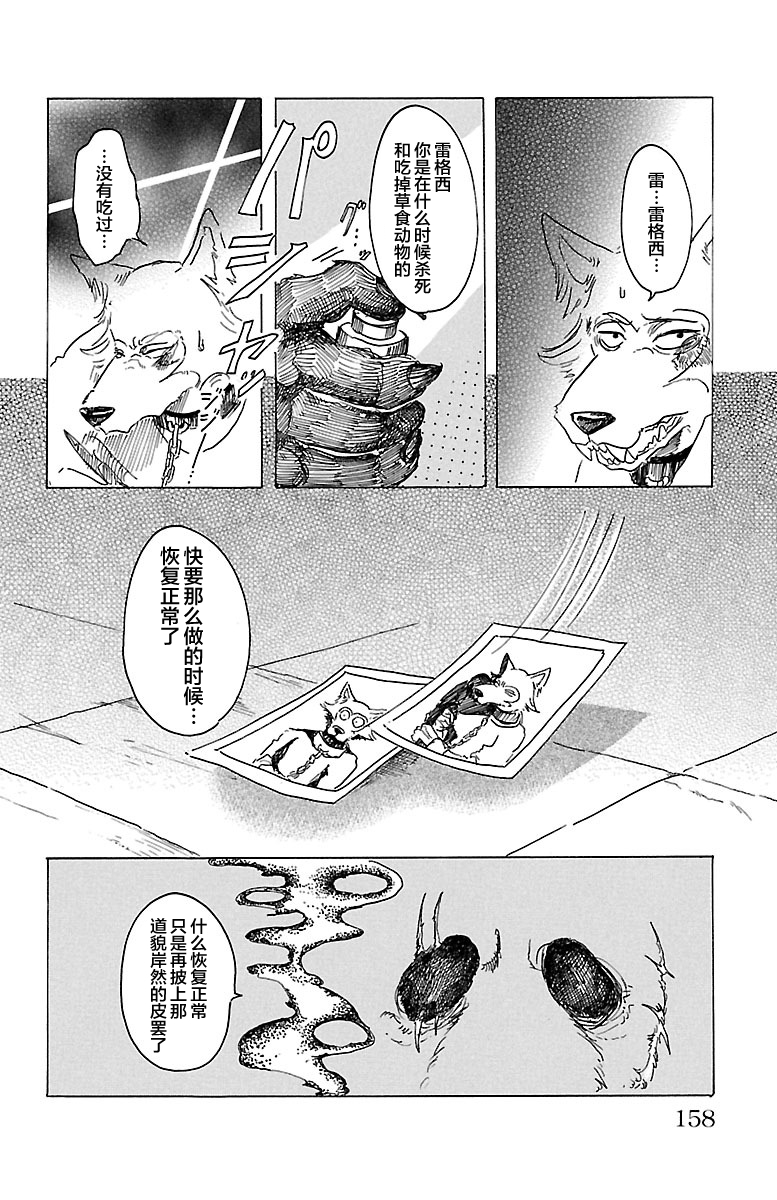 雷…雷格西…
雷格西
你是在什么时候杀死
和吃掉草食动物的
パシャッ
…没有吃过…
快要那么做的时候…
恢复正常了
什么恢复正常
只是再披上那
道貌岸然的皮罢了
158